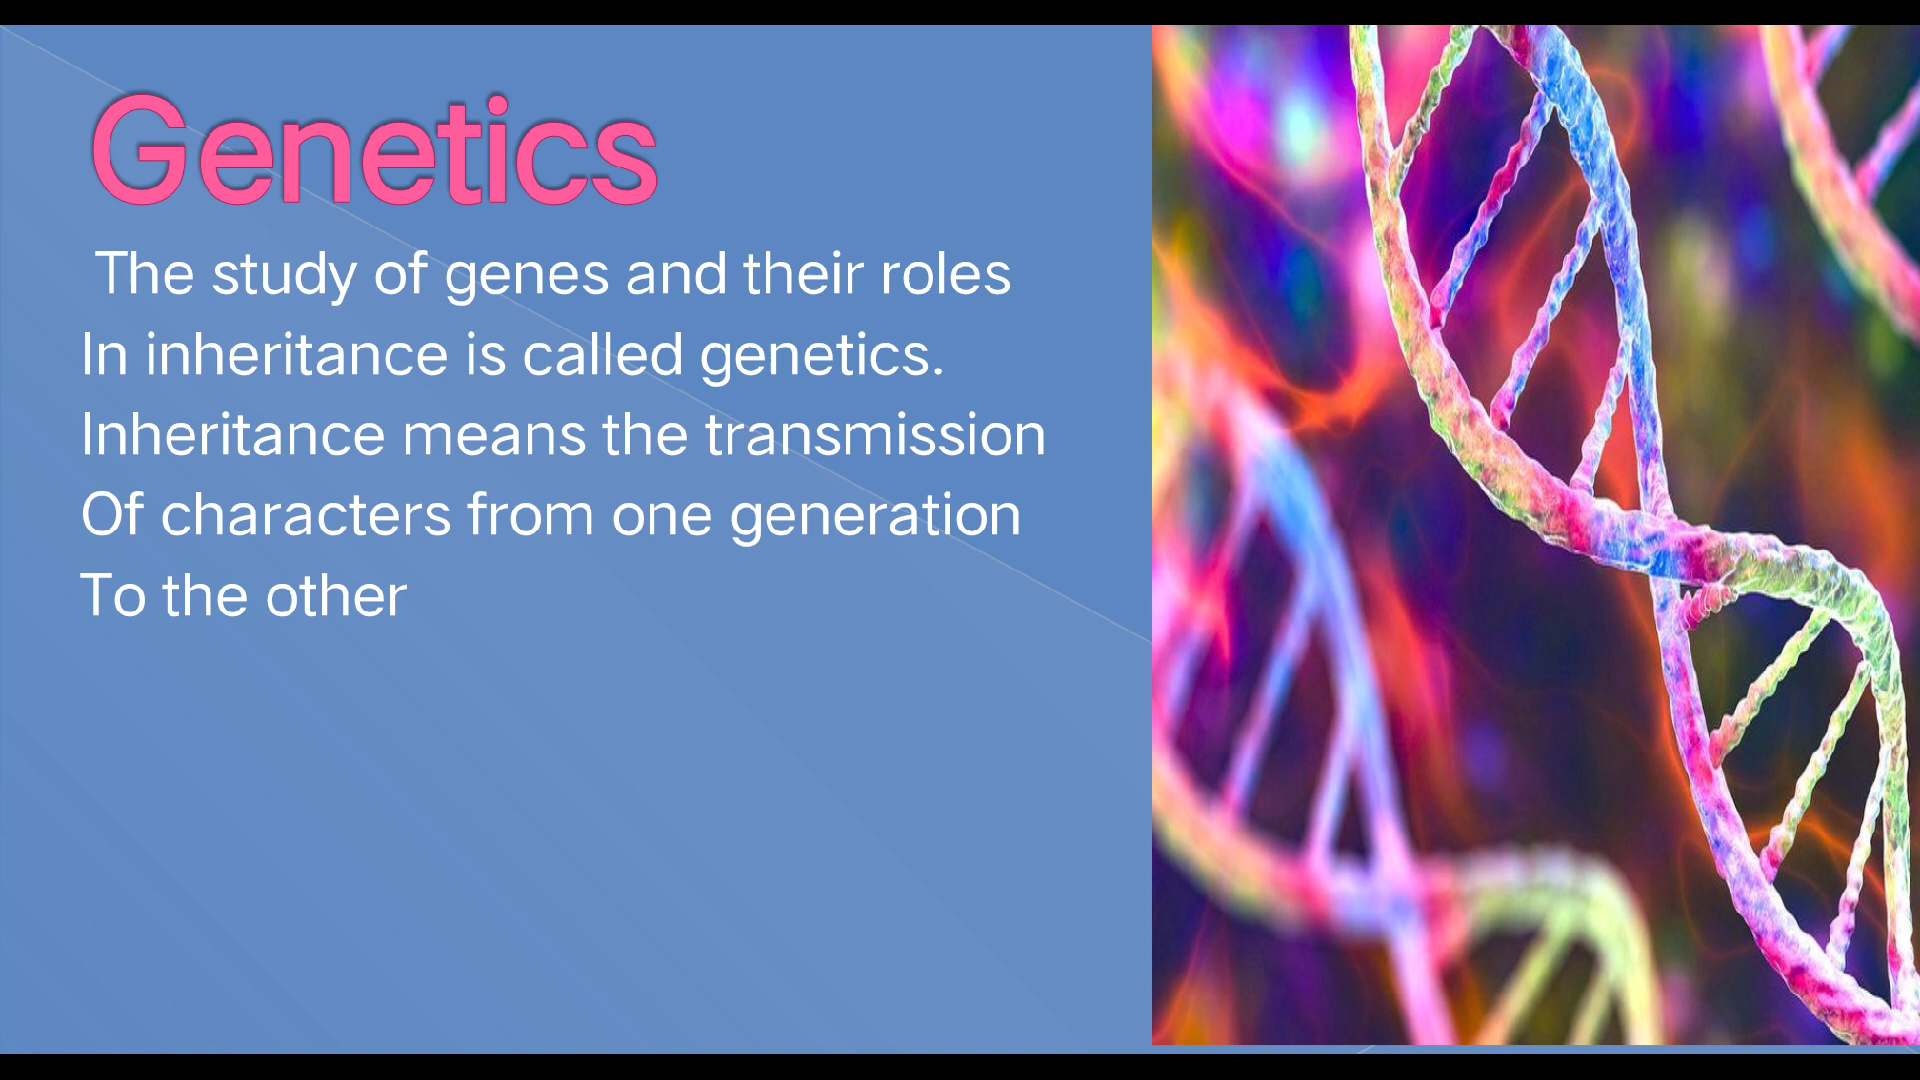 Genetics
The study of genes and their roles
In inheritance is called genetics.
Inheritance means the transmission
Of characters from one generation
To the other